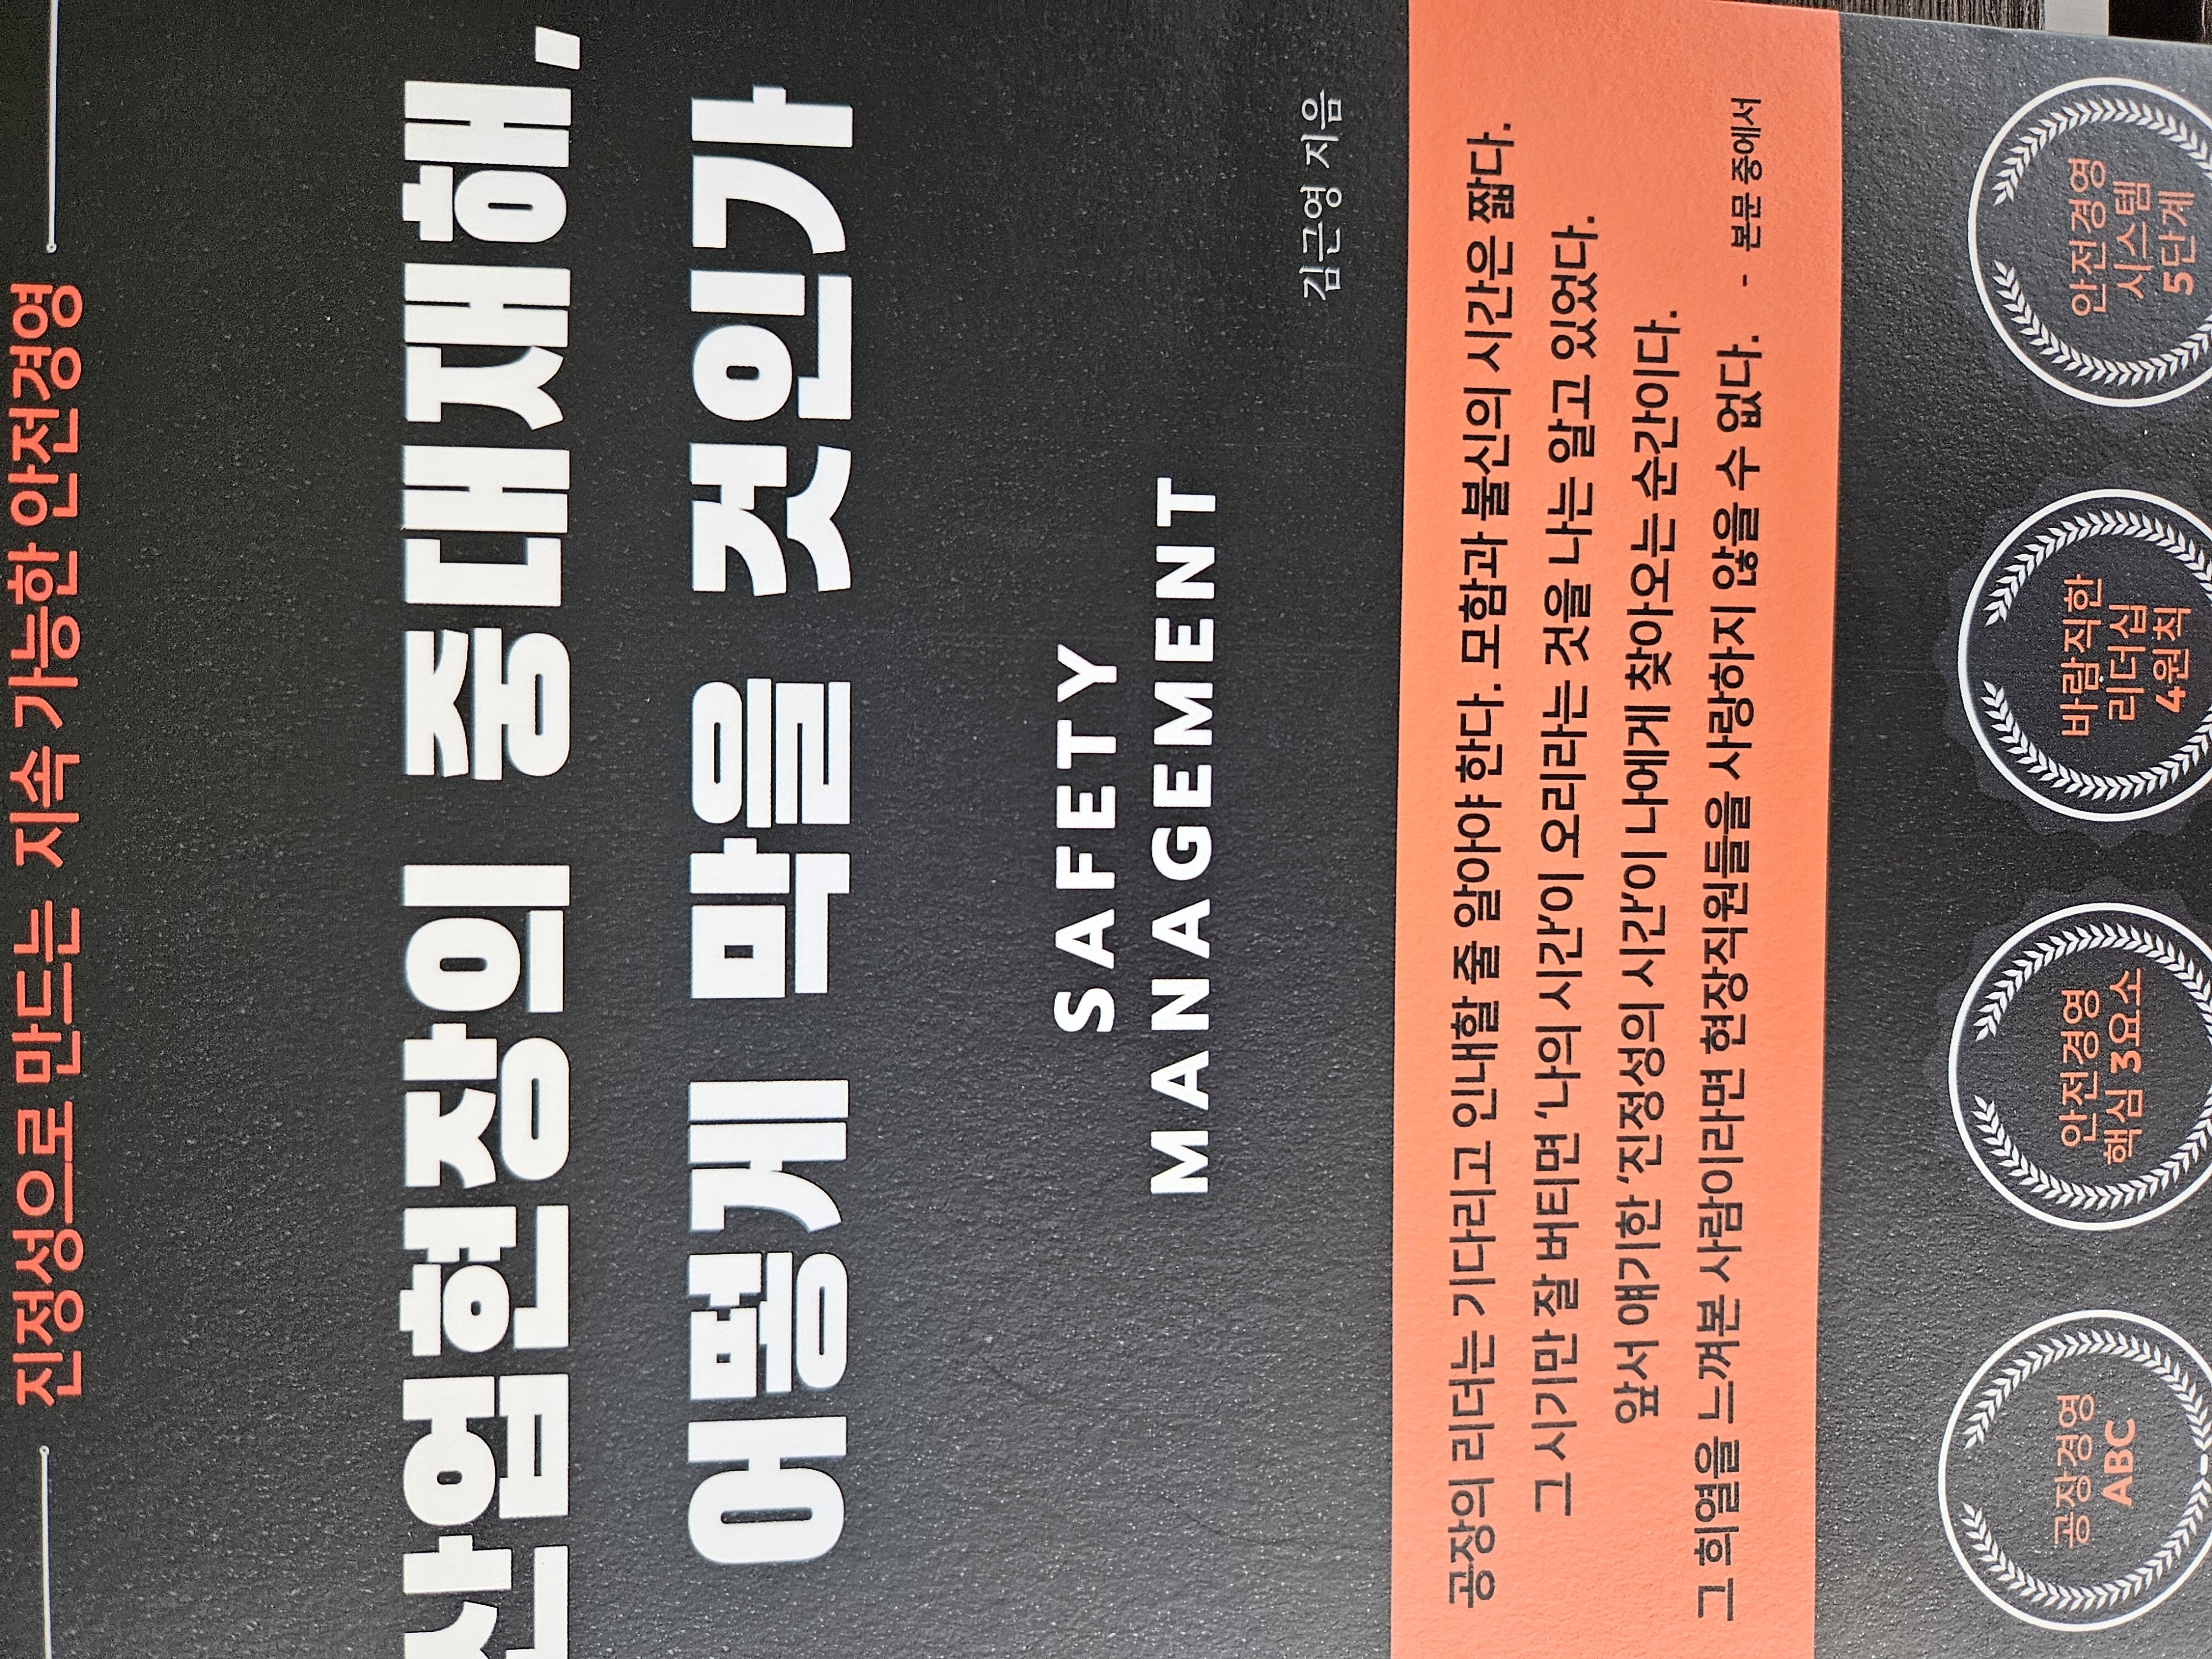 진정성으로 만드는 지속 가능한 안전경영
산업현장의 중대재해,
어떻게 막을 것인가
SAFETY
MANAGEMENT
김근영 지음
공장의 리더는 기다리고 인내할 줄 알아야 한다. 모함과 불신의 시간은 짧다.
그 시기만 잘 버티면 ‘나의 시간’이 오리라는 것을 나는 알고 있었다.
앞서 얘기한 ‘진정성의 시간’이 나에게 찾아오는 순간이다.
그 희열을 느껴본 사람이라면 현장직원들을 사랑하지 않을 수 없다. - 본문 중에서
공장경영
ABC
안전경영
핵심 3요소
바람직한
리더십
4원칙
안전경영
시스템
5단계